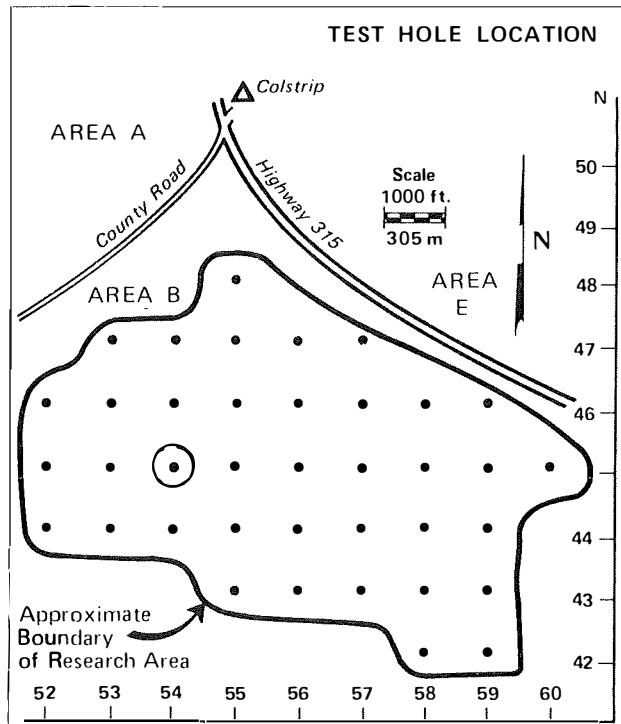 TEST HOLE LOCATION
Colstrip
N
AREA A
County Road
Highway 315
Scale
1000 ft.
305 m
N
AREA B
AREA
E
50
49
48
47
46
45
44
43
42
Approximate
Boundary
of Research Area
52 53 54 55 56 57 58 59 60